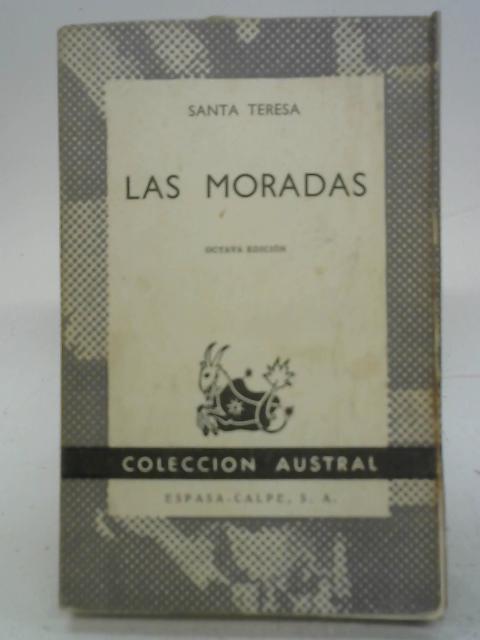 SANTA TERESA
LAS MORADAS
OCTAVA EDICIÓN
COLECCION AUSTRAL
ESPASA-CALPE, S. A.